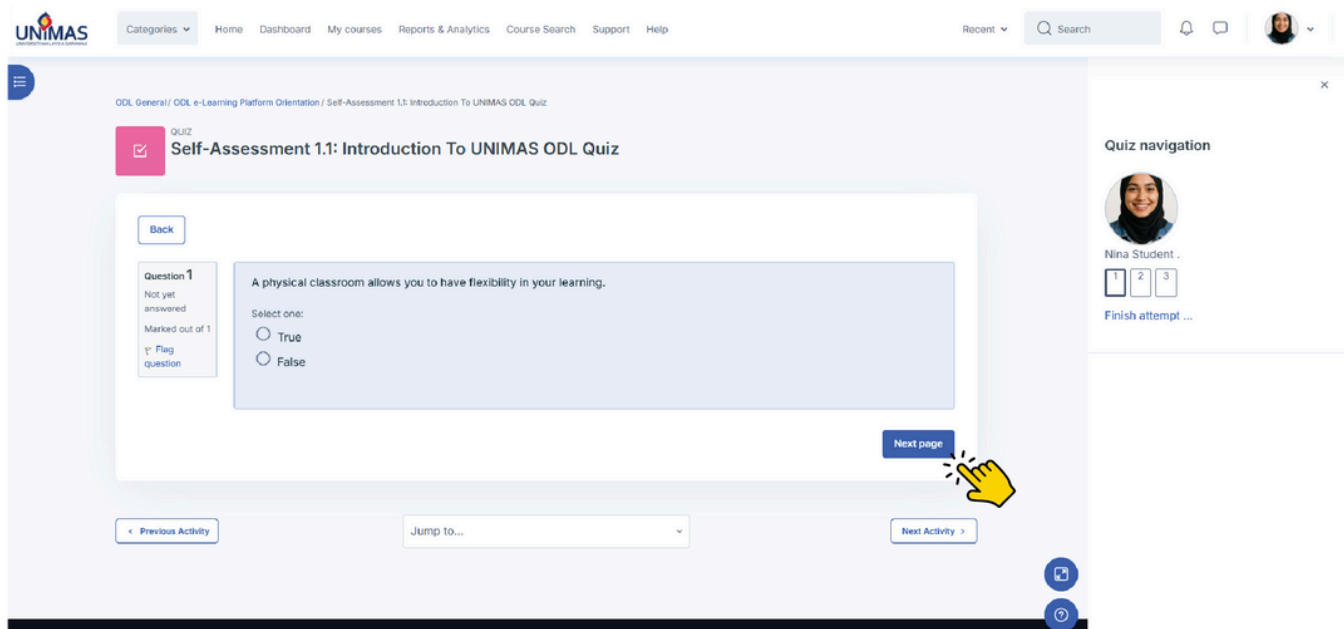 UNIMAS
Categories
Home
Dashboard
My courses
Reports & Analytics
Course Search
Support
Help
Recent
Search
ODL General / ODL e-Learning Platform Orientation / Self-Assessment 1.1: Introduction To UNIMAS ODL Quiz
QUIZ
Self-Assessment 1.1: Introduction To UNIMAS ODL Quiz
Back
Question 1
Not yet
answered
Marked out of 1
Flag
question
A physical classroom allows you to have flexibility in your learning.
Select one:
True
False
Next page
Previous Activity
Jump to...
Next Activity
Quiz navigation
Nina Student .
1 2 3
Finish attempt ...